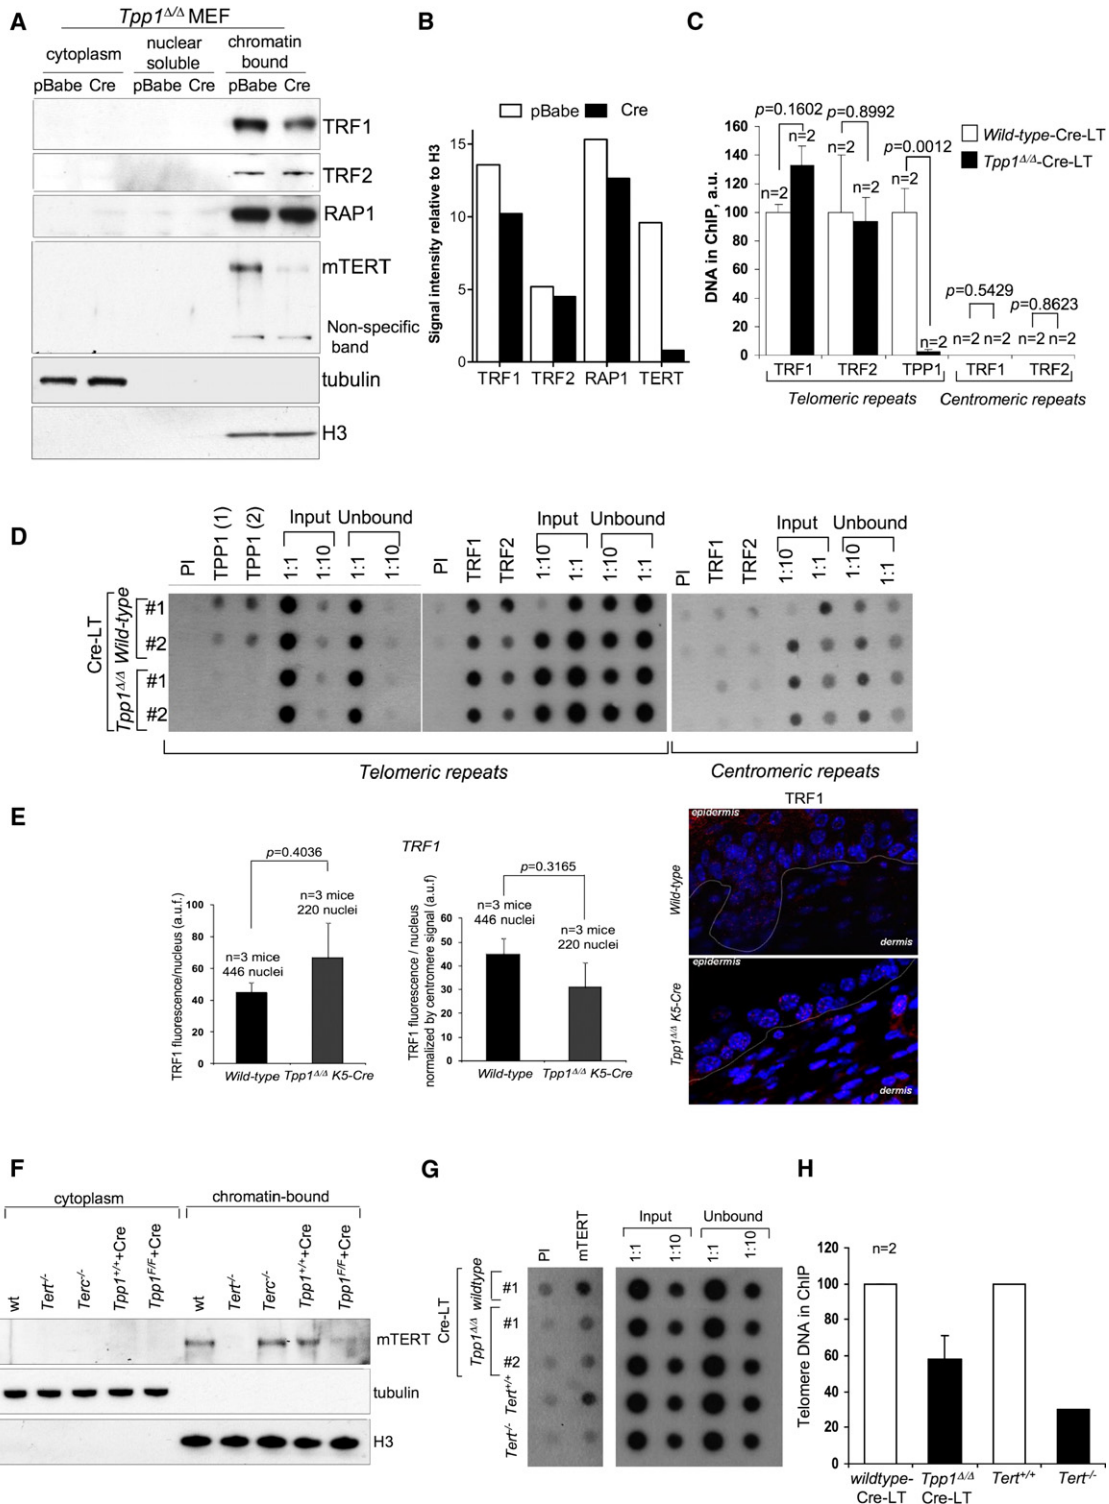 A
Tpp1Δ/Δ MEF
cytoplasm
nuclear
soluble
chromatin
bound
pBabe Cre
pBabe Cre
pBabe Cre
TRF1
TRF2
RAP1
mTERT
Non-specific
band
tubulin
H3
B
pBabe
Cre
Signal intensity relative to H3
15
10
5
0
TRF1
TRF2
RAP1
TERT
C
DNA in ChIP, a.u.
160
140
120
100
80
60
40
20
0
p=0.1602
p=0.8992
p=0.0012
p=0.5429
p=0.8623
n=2
n=2
n=2
n=2
n=2
n=2
n=2 n=2
n=2 n=2
Wild-type-Cre-LT
Tpp1Δ/Δ-Cre-LT
TRF1
TRF2
TPP1
TRF1
TRF2
Telomeric repeats
Centromeric repeats
D
PI
TPP1 (1)
TPP1 (2)
Input
1:1
1:10
Unbound
1:1
1:10
PI
TRF1
TRF2
Input
1:10
1:1
Unbound
1:10
1:1
PI
TRF1
TRF2
Input
1:10
1:1
Unbound
1:10
1:1
Cre-LT
Wild-type
Tpp1Δ/Δ
#1
#2
#1
#2
Telomeric repeats
Centromeric repeats
E
TRF1 fluorescence/nucleus (a.u.f.)
100
80
60
40
20
0
p=0.4036
n=3 mice
446 nuclei
n=3 mice
220 nuclei
Wild-type
Tpp1Δ/Δ K5-Cre
TRF1
TRF1 fluorescence / nucleus
normalized by centromere signal (a.u.f)
60
50
40
30
20
10
0
p=0.3165
n=3 mice
446 nuclei
n=3 mice
220 nuclei
Wild-type
Tpp1Δ/Δ K5-Cre
TRF1
Wild-type
epidermis
dermis
Tpp1Δ/Δ K5-Cre
epidermis
dermis
F
cytoplasm
chromatin-bound
wt
Tert-/-
Terc-/-
Tpp1+/++Cre
Tpp1F/F+Cre
wt
Tert-/-
Terc-/-
Tpp1+/++Cre
Tpp1F/F+Cre
mTERT
tubulin
H3
G
PI
mTERT
Input
1:1
1:10
Unbound
1:1
1:10
Cre-LT
wildtype
Tpp1Δ/Δ
#1
#1
#2
Tert+/+
Tert-/-
H
Telomere DNA in ChIP
120
100
80
60
40
20
0
n=2
wildtype-
Cre-LT
Tpp1Δ/Δ
Cre-LT
Tert+/+
Tert-/-